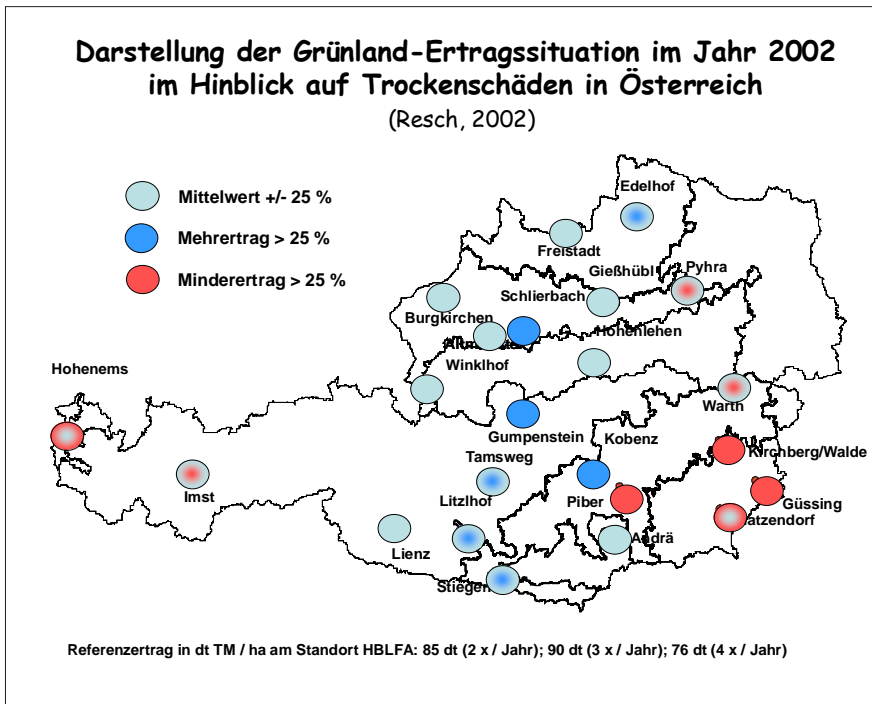 Darstellung der Grünland-Ertragssituation im Jahr 2002
im Hinblick auf Trockenschäden in Österreich
(Resch, 2002)
Mittelwert +/- 25 %
Mehrertrag > 25 %
Minderertrag > 25 %
Edelhof
Freistadt
Gießhübl
Pyhra
Schlierbach
Burgkirchen
Hohenlehen
Winklhof
Hohenems
Warth
Gumpenstein
Kobenz
Kirchberg/Walde
Tamsweg
Imst
Litzlhof
Piber
Güssing
atzendorf
Lienz
Andrä
Stiegen
Referenzertrag in dt TM / ha am Standort HBLFA: 85 dt (2 x / Jahr); 90 dt (3 x / Jahr); 76 dt (4 x / Jahr)